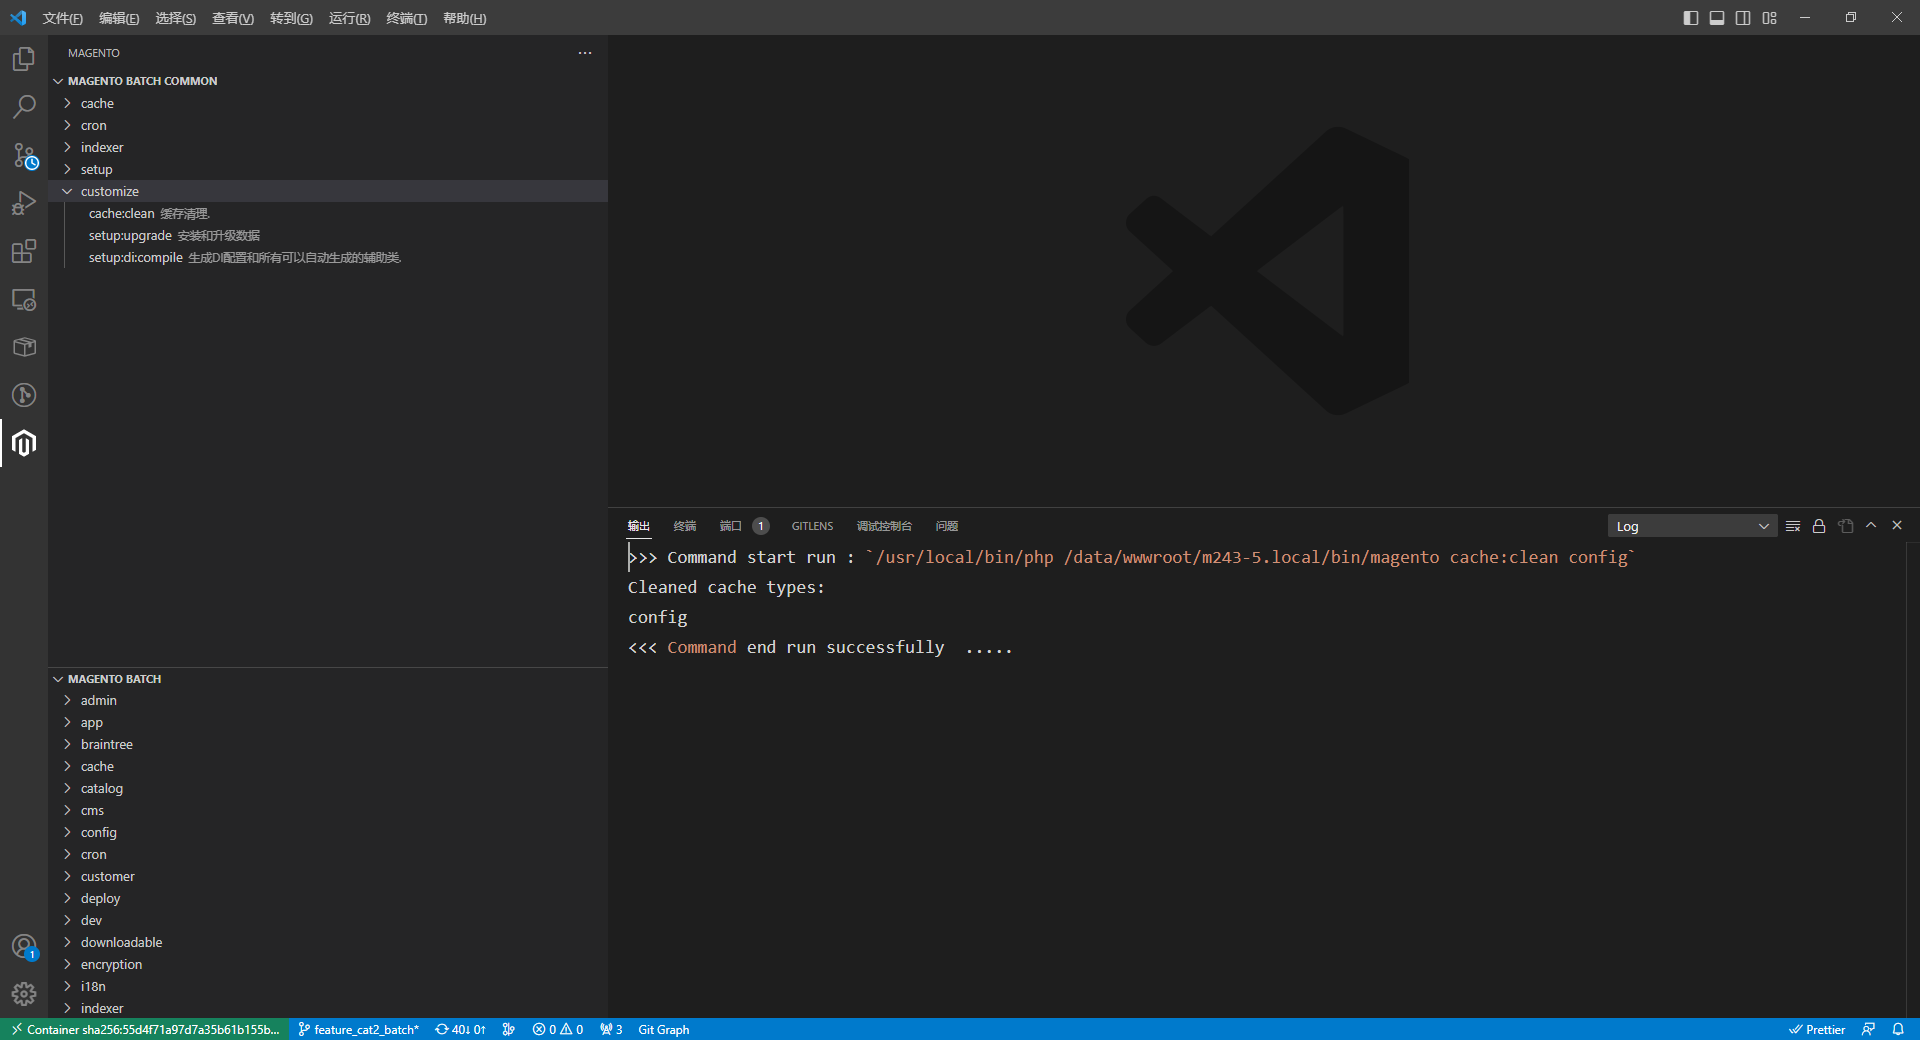 文件(F) 编辑(E) 选择(S) 查看(V) 转到(G) 运行(R) 终端(T) 帮助(H)
MAGENTO
MAGENTO BATCH COMMON
cache
cron
indexer
setup
customize
cache:clean 缓存清理.
setup:upgrade 安装和升级数据
setup:di:compile 生成DI配置和所有可以自动生成的辅助类.
MAGENTO BATCH
admin
app
braintree
cache
catalog
cms
config
cron
customer
deploy
dev
downloadable
encryption
i18n
indexer
1
输出 终端 端口 1 GITLENS 调试控制台 问题 Log
>>> Command start run : `/usr/local/bin/php /data/wwwroot/m243-5.local/bin/magento cache:clean config`
Cleaned cache types:
config
<<< Command end run successfully .....
Container sha256:55d4f71a97d7a35b61b155b... feature_cat2_batch* 40↓ 0↑ 0 0 3 Git Graph Prettier